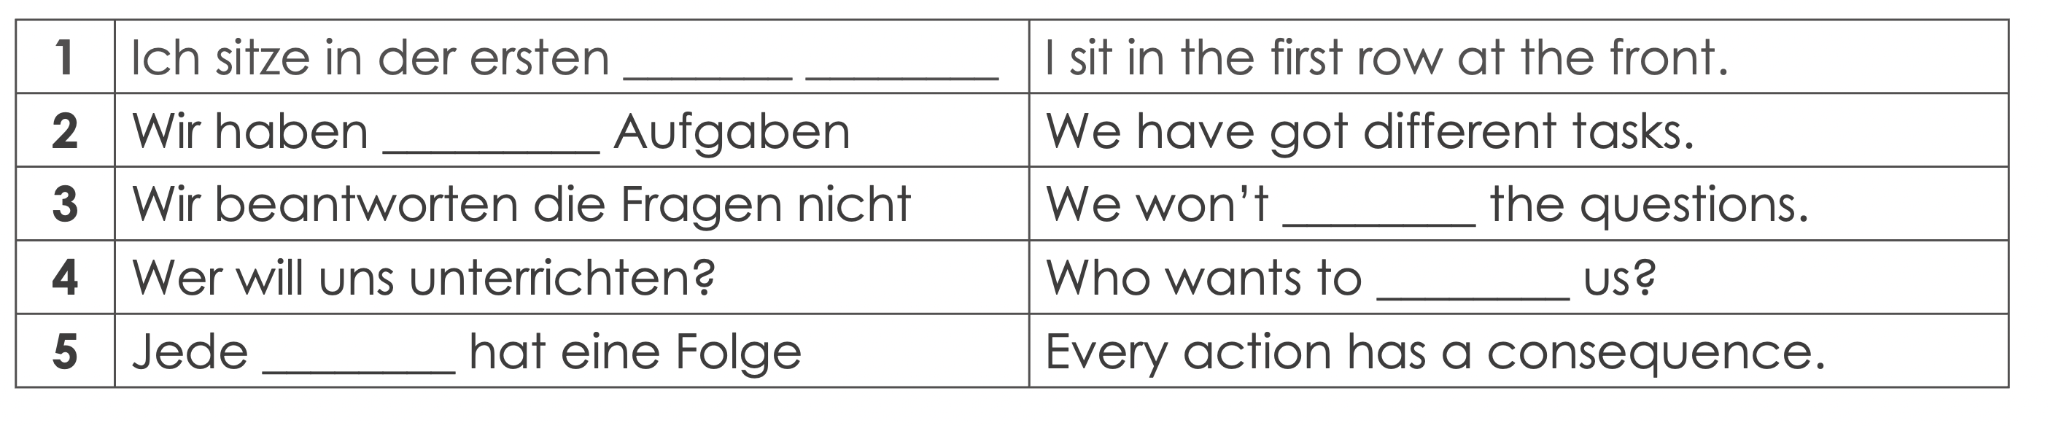 1 Ich sitze in der ersten _______ ________ I sit in the first row at the front.
2 Wir haben _________ Aufgaben We have got different tasks.
3 Wir beantworten die Fragen nicht We won’t ________ the questions.
4 Wer will uns unterrichten? Who wants to ________ us?
5 Jede ________ hat eine Folge Every action has a consequence.